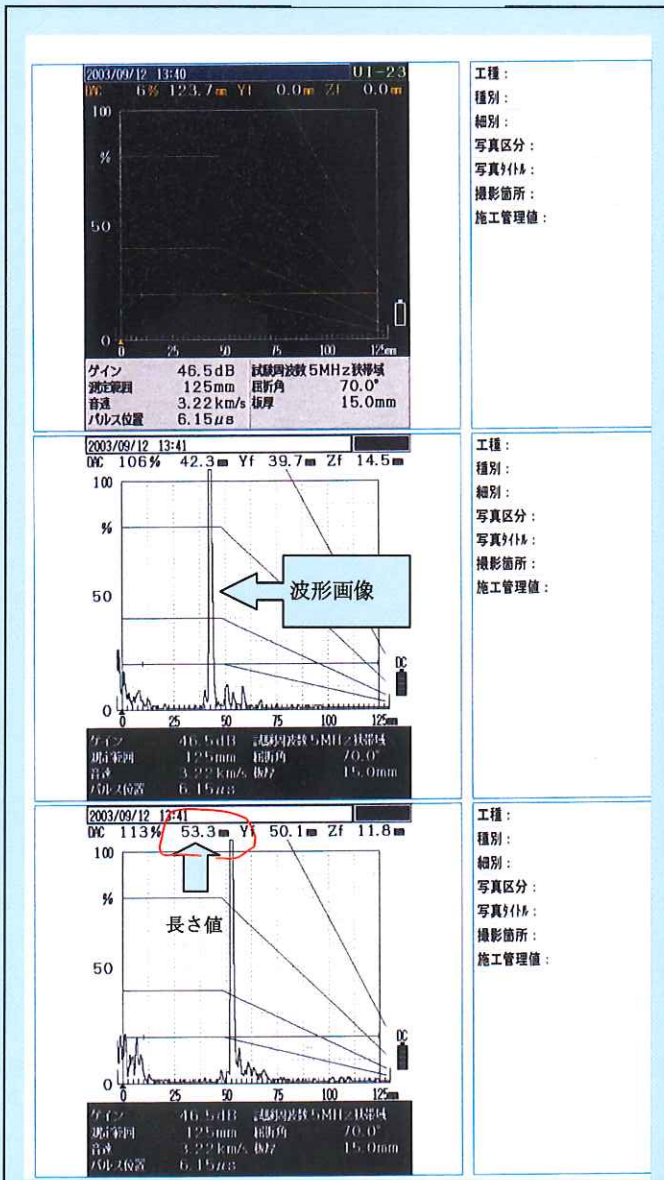 2003/09/12 13:40 UI-23
DAC 6% 123.7mm Yf 0.0mm Zf 0.0mm
100
%
50
0
0 25 50 75 100 125mm
ゲイン 46.5dB 試験周波数 5MHz狭帯域
測定範囲 125mm 屈折角 70.0°
音速 3.22km/s 板厚 15.0mm
パルス位置 6.15μs
工種：
種別：
細別：
写真区分：
写真タイトル：
撮影箇所：
施工管理値：
2003/09/12 13:41
DAC 106% 42.3mm Yf 39.7mm Zf 14.5mm
100
%
50
0
0 25 50 75 100 125mm
波形画像
DC
ゲイン 46.5dB 試験周波数 5MHz狭帯域
測定範囲 125mm 屈折角 70.0°
音速 3.22km/s 板厚 15.0mm
パルス位置 6.15μs
工種：
種別：
細別：
写真区分：
写真タイトル：
撮影箇所：
施工管理値：
2003/09/12 13:41
DAC 113% 53.3mm Yf 50.1mm Zf 11.8mm
100
%
50
0
0 25 50 75 100 125mm
長さ値
DC
ゲイン 46.5dB 試験周波数 5MHz狭帯域
測定範囲 125mm 屈折角 70.0°
音速 3.22km/s 板厚 15.0mm
パルス位置 6.15μs
工種：
種別：
細別：
写真区分：
写真タイトル：
撮影箇所：
施工管理値：